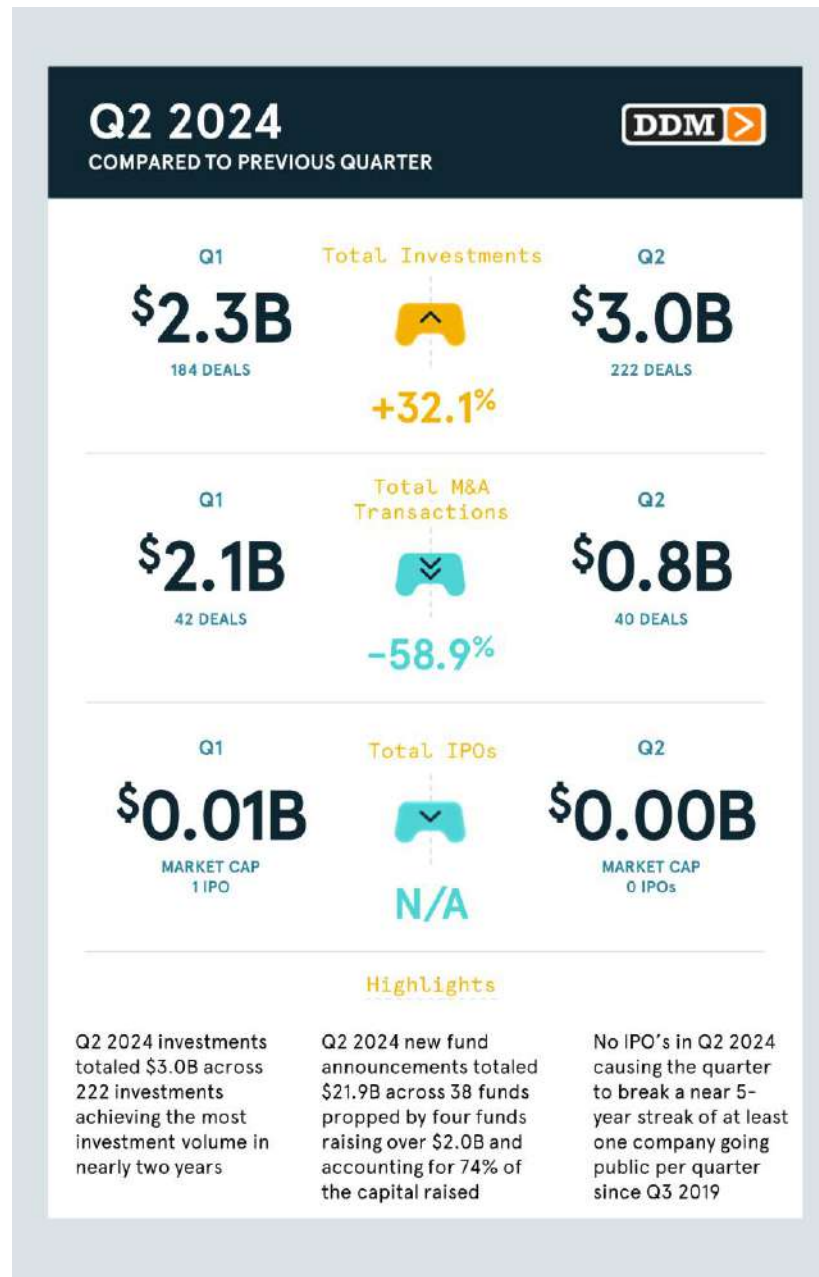 Q2 2024
COMPARED TO PREVIOUS QUARTER
DDM
Q1
Total Investments
Q2
$2.3B
$3.0B
184 DEALS
222 DEALS
+32.1%
Q1
Total M&A
Transactions
Q2
$2.1B
$0.8B
42 DEALS
40 DEALS
-58.9%
Q1
Total IPOs
Q2
$0.01B
$0.00B
MARKET CAP
1 IPO
MARKET CAP
0 IPOs
N/A
Highlights
Q2 2024 investments
totaled $3.0B across
222 investments
achieving the most
investment volume in
nearly two years
Q2 2024 new fund
announcements totaled
$21.9B across 38 funds
propped by four funds
raising over $2.0B and
accounting for 74% of
the capital raised
No IPO's in Q2 2024
causing the quarter
to break a near 5-
year streak of at least
one company going
public per quarter
since Q3 2019